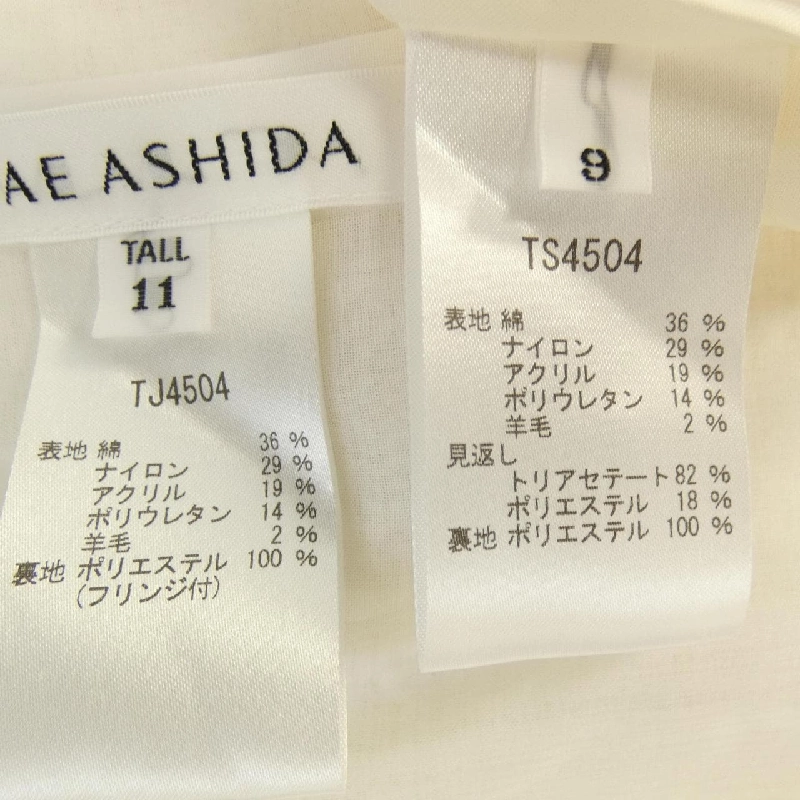 AE ASHIDA
TALL
11
TJ4504
表地 綿 36 %
ナイロン 29 %
アクリル 19 %
ポリウレタン 14 %
羊毛 2 %
裏地 ポリエステル 100 %
(フリンジ付)
9
TS4504
表地 綿 36 %
ナイロン 29 %
アクリル 19 %
ポリウレタン 14 %
羊毛 2 %
見返し
トリアセテート 82 %
ポリエステル 18 %
裏地 ポリエステル 100 %